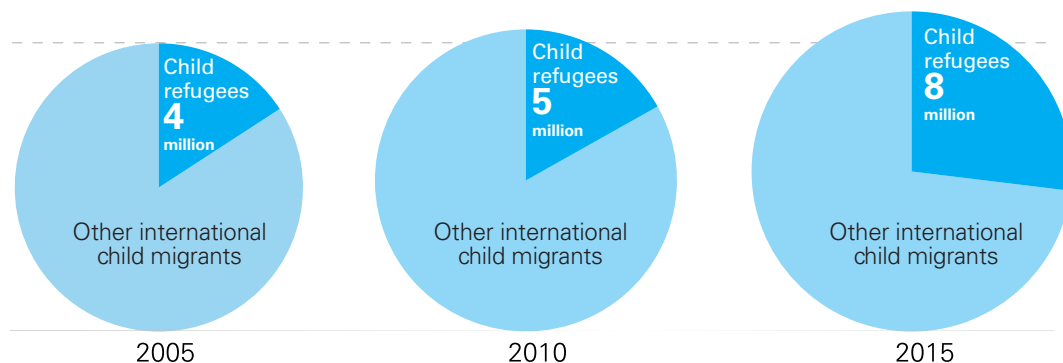 Child
refugees
4
million
Other international
child migrants
2005
Child
refugees
5
million
Other international
child migrants
2010
Child
refugees
8
million
Other international
child migrants
2015